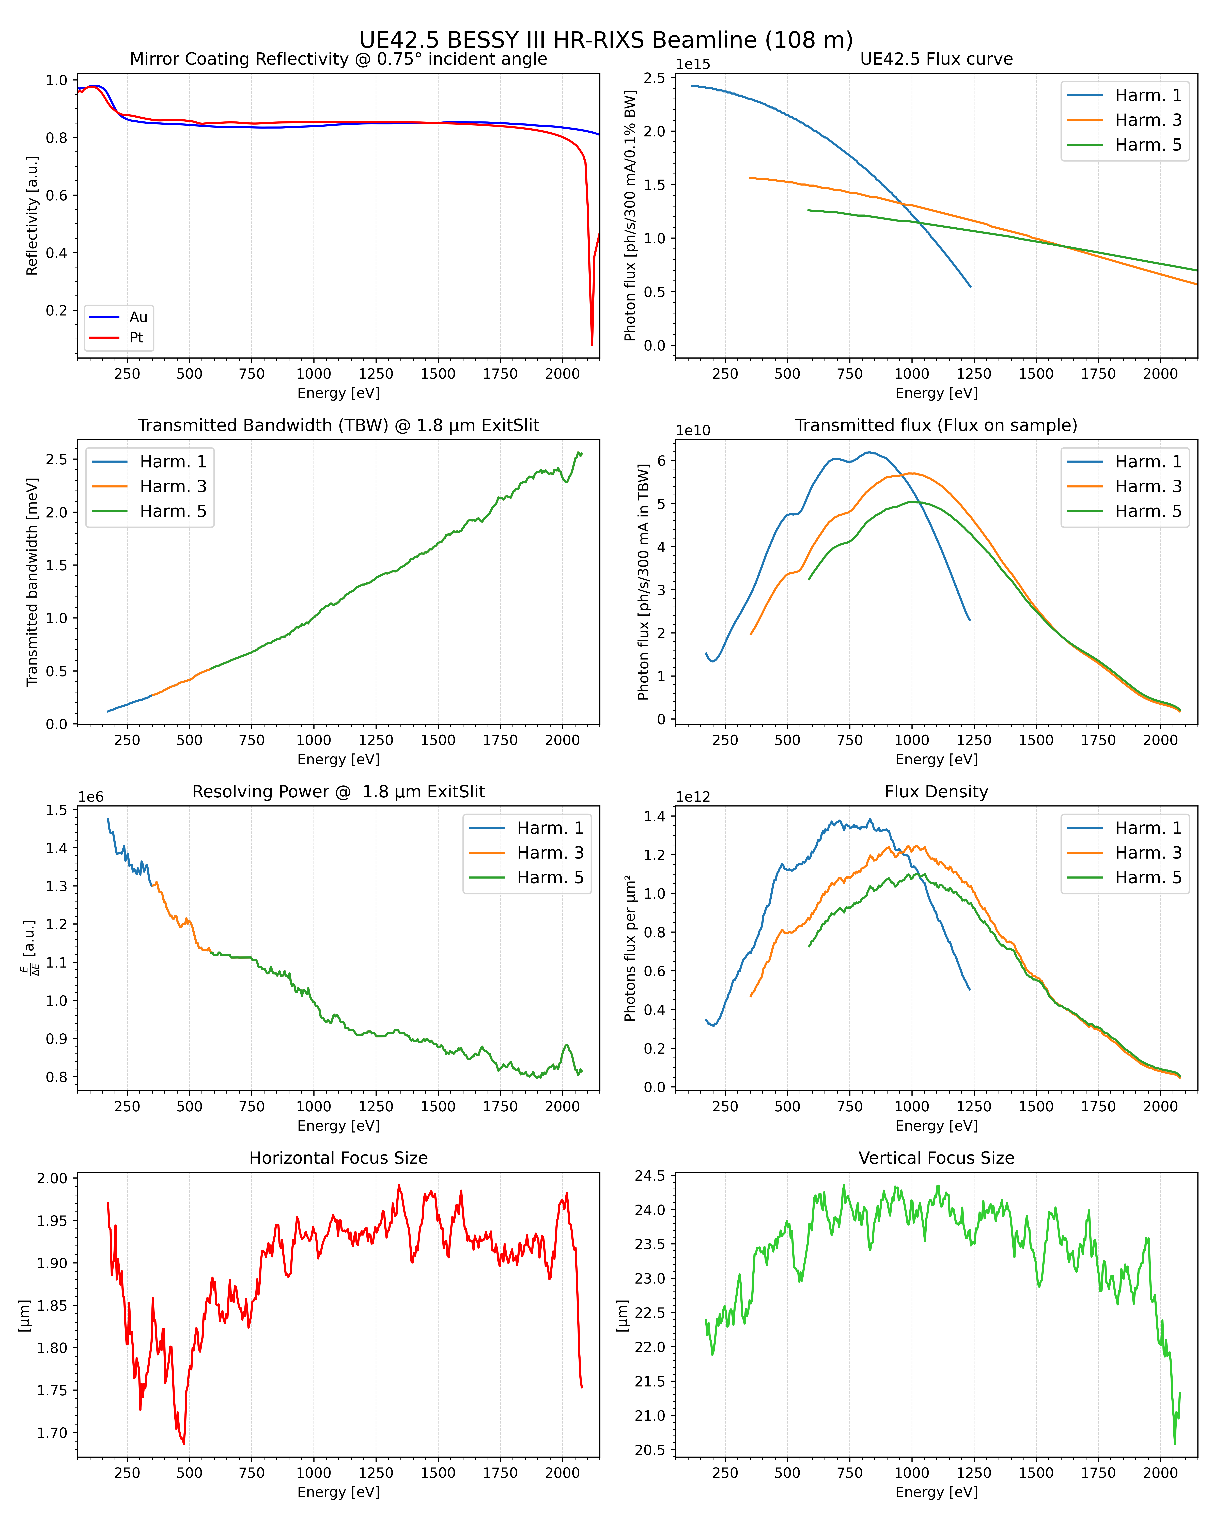 UE42.5 BESSY III HR-RIXS Beamline (108 m)
Mirror Coating Reflectivity @ 0.75° incident angle
Reflectivity [a.u.]
1.0
0.8
0.6
0.4
0.2
Au
Pt
250 500 750 1000 1250 1500 1750 2000
Energy [eV]
UE42.5 Flux curve
1e15
Photon flux [ph/s/300 mA/0.1% BW]
2.5
2.0
1.5
1.0
0.5
0.0
Harm. 1
Harm. 3
Harm. 5
250 500 750 1000 1250 1500 1750 2000
Energy [eV]
Transmitted Bandwidth (TBW) @ 1.8 μm ExitSlit
Transmitted bandwidth [meV]
2.5
2.0
1.5
1.0
0.5
0.0
Harm. 1
Harm. 3
Harm. 5
250 500 750 1000 1250 1500 1750 2000
Energy [eV]
Transmitted flux (Flux on sample)
1e10
Photon flux [ph/s/300 mA in TBW]
6
5
4
3
2
1
0
Harm. 1
Harm. 3
Harm. 5
250 500 750 1000 1250 1500 1750 2000
Energy [eV]
Resolving Power @  1.8 μm ExitSlit
1e6
E/ΔE [a.u.]
1.5
1.4
1.3
1.2
1.1
1.0
0.9
0.8
Harm. 1
Harm. 3
Harm. 5
250 500 750 1000 1250 1500 1750 2000
Energy [eV]
Flux Density
1e12
Photons flux per μm²
1.4
1.2
1.0
0.8
0.6
0.4
0.2
0.0
Harm. 1
Harm. 3
Harm. 5
250 500 750 1000 1250 1500 1750 2000
Energy [eV]
Horizontal Focus Size
[μm]
2.00
1.95
1.90
1.85
1.80
1.75
1.70
250 500 750 1000 1250 1500 1750 2000
Energy [eV]
Vertical Focus Size
[μm]
24.5
24.0
23.5
23.0
22.5
22.0
21.5
21.0
20.5
250 500 750 1000 1250 1500 1750 2000
Energy [eV]